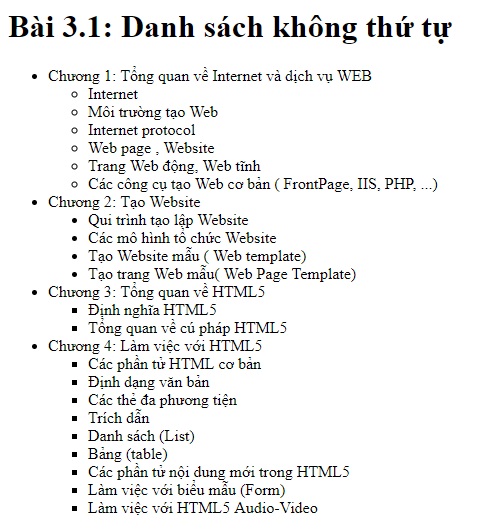 Bài 3.1: Danh sách không thứ tự
Chương 1: Tổng quan về Internet và dịch vụ WEB
Internet
Môi trường tạo Web
Internet protocol
Web page , Website
Trang Web động, Web tĩnh
Các công cụ tạo Web cơ bản ( FrontPage, IIS, PHP, ...)
Chương 2: Tạo Website
Qui trình tạo lập Website
Các mô hình tổ chức Website
Tạo Website mẫu ( Web template)
Tạo trang Web mẫu( Web Page Template)
Chương 3: Tổng quan về HTML5
Định nghĩa HTML5
Tổng quan về cú pháp HTML5
Chương 4: Làm việc với HTML5
Các phần tử HTML cơ bản
Định dạng văn bản
Các thẻ đa phương tiện
Trích dẫn
Danh sách (List)
Bảng (table)
Các phần tử nội dung mới trong HTML5
Làm việc với biểu mẫu (Form)
Làm việc với HTML5 Audio-Video